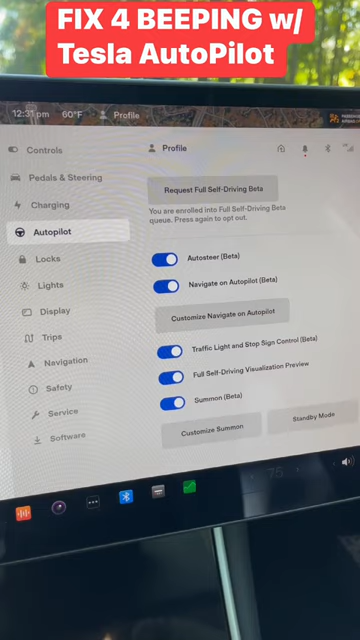 FIX 4 BEEPING w/
Tesla AutoPilot
12:31 pm 60°F Profile
Controls
Pedals & Steering
Charging
Autopilot
Locks
Lights
Display
Trips
Navigation
Safety
Service
Software
Profile
Request Full Self-Driving Beta
You are enrolled into Full Self-Driving Beta
queue. Press again to opt out.
Autosteer (Beta)
Navigate on Autopilot (Beta)
Customize Navigate on Autopilot
Traffic Light and Stop Sign Control (Beta)
Full Self-Driving Visualization Preview
Summon (Beta)
Customize Summon
Standby Mode
75